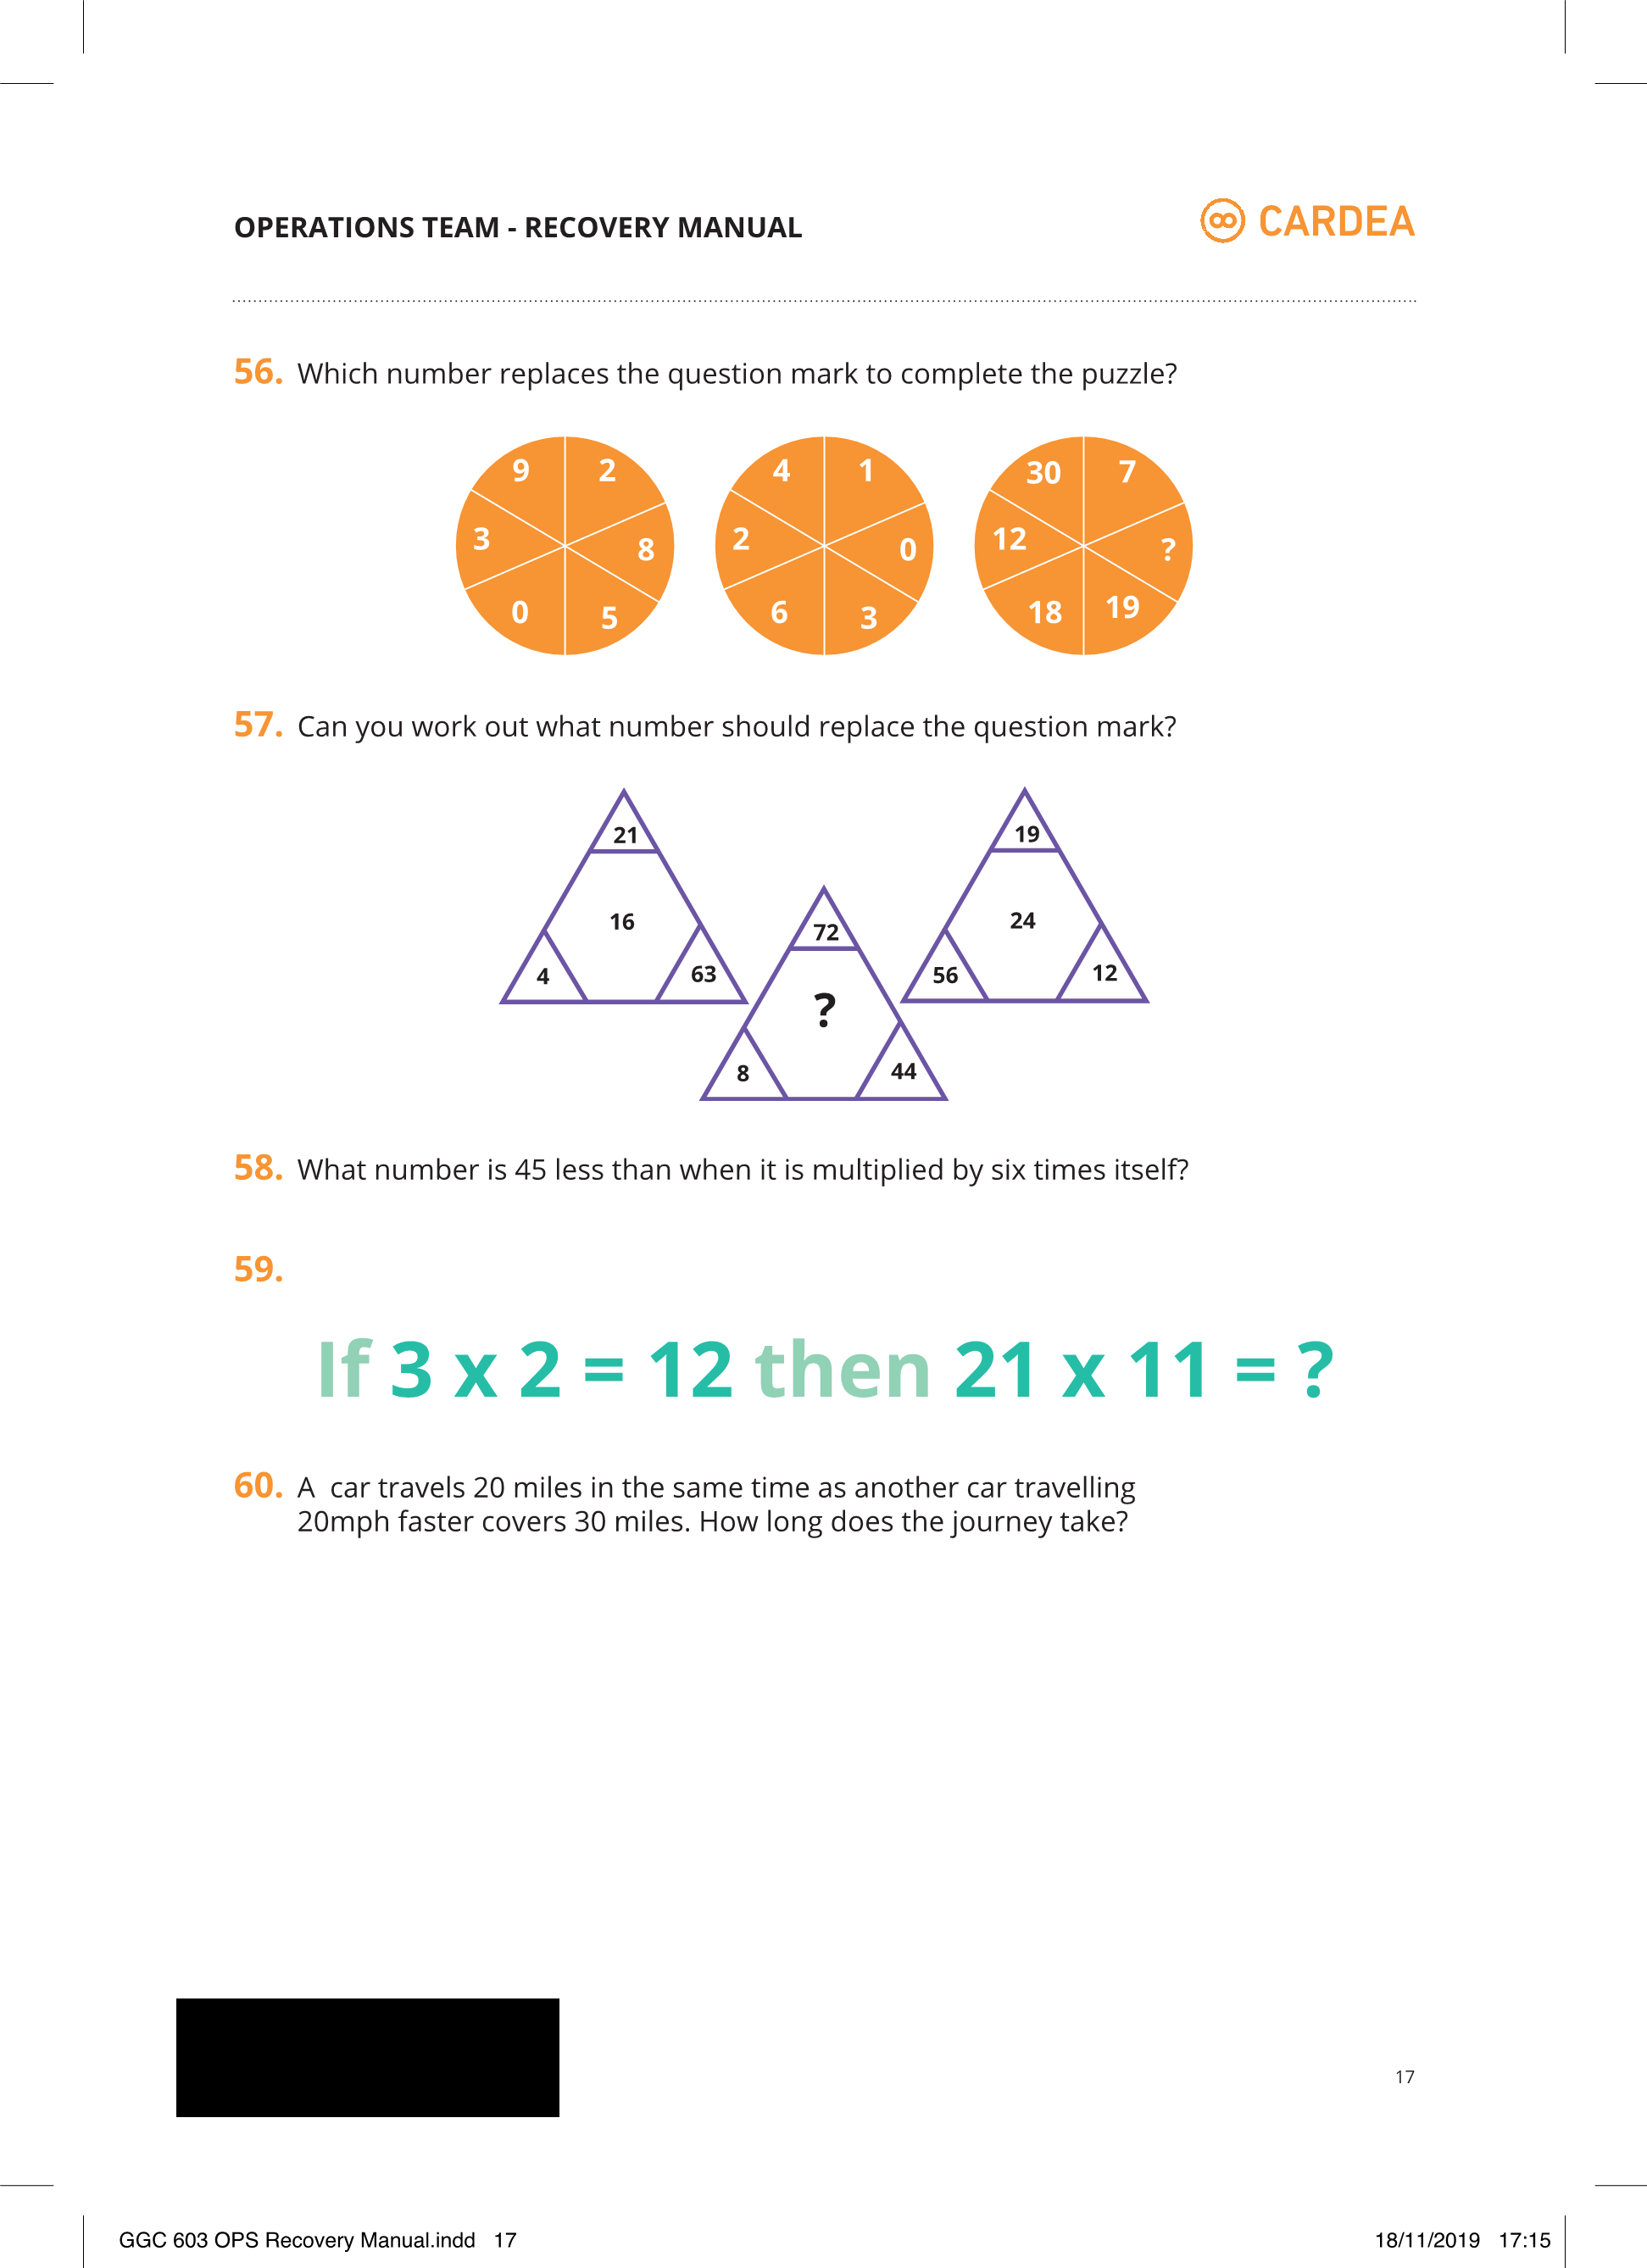 OPERATIONS TEAM - RECOVERY MANUAL
CARDEA
56. Which number replaces the question mark to complete the puzzle?
9 2 4 1 30 7
3 8 2 0 12 ?
0 5 6 3 18 19
57. Can you work out what number should replace the question mark?
21
16
4 63
72
?
8 44
19
24
56 12
58. What number is 45 less than when it is multiplied by six times itself?
59.
If 3 x 2 = 12 then 21 x 11 = ?
60. A car travels 20 miles in the same time as another car travelling
20mph faster covers 30 miles. How long does the journey take?
17
GGC 603 OPS Recovery Manual.indd 17
18/11/2019 17:15